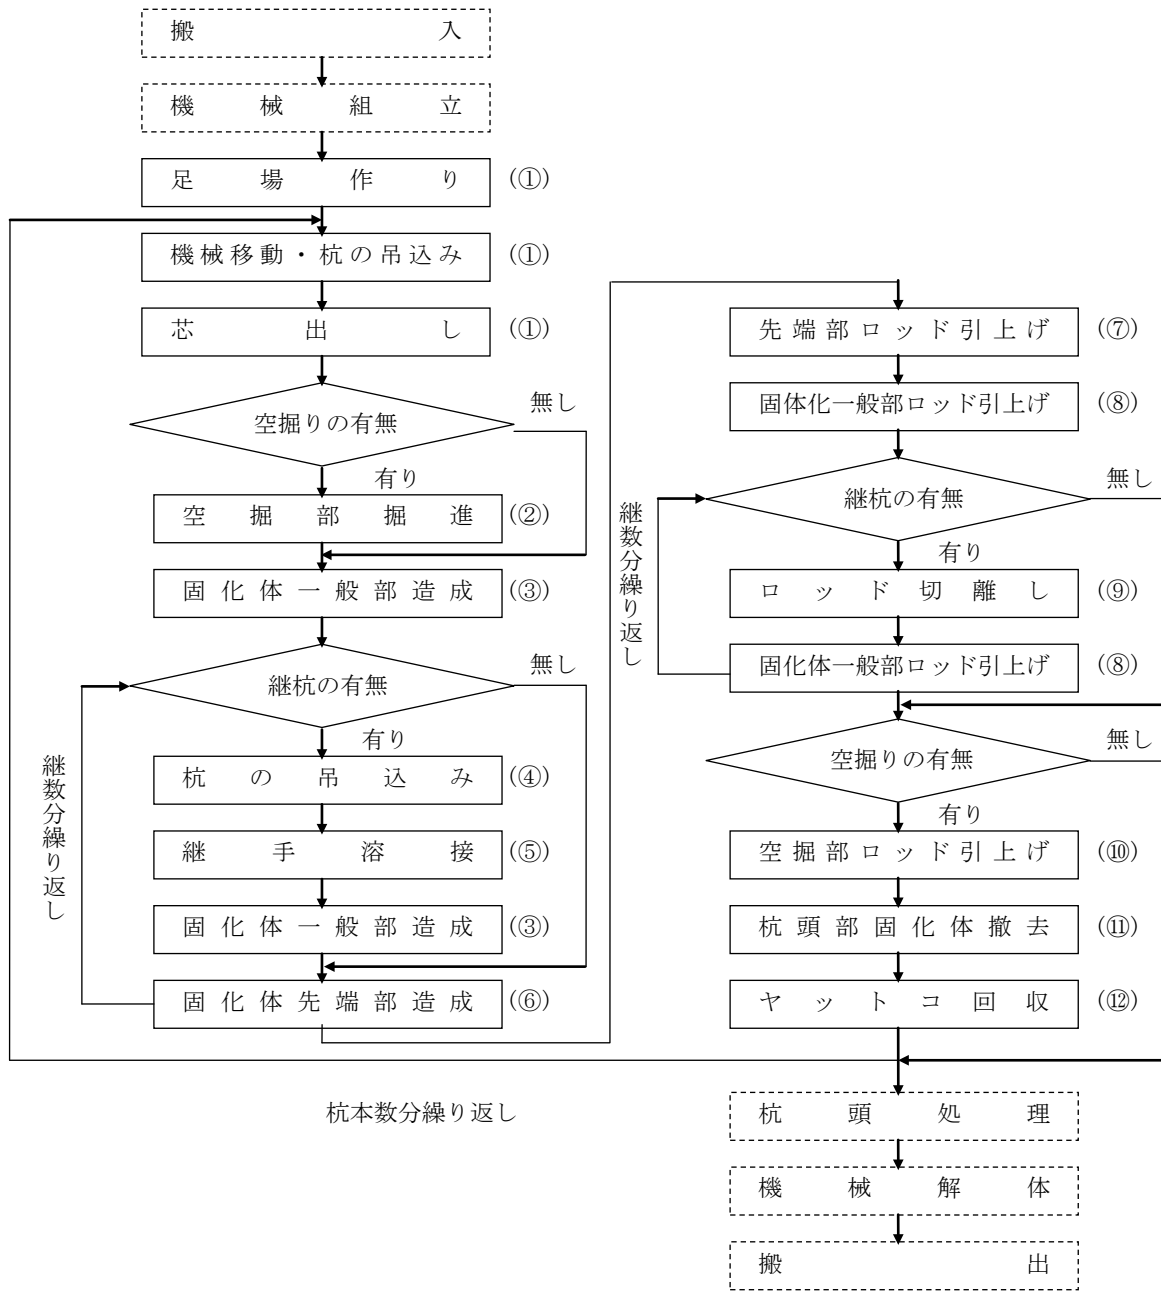 搬入
機械組立
足場作り (①)
機械移動・杭の吊込み (①)
芯出し (①)
空掘りの有無
無し
有り
空掘部掘進 (②)
固化体一般部造成 (③)
継杭の有無
無し
有り
杭の吊込み (④)
継手溶接 (⑤)
固化体一般部造成 (③)
固化体先端部造成 (⑥)
継数分繰り返し
杭本数分繰り返し
先端部ロッド引上げ (⑦)
固体化一般部ロッド引上げ (⑧)
継杭の有無
無し
有り
ロッド切離し (⑨)
固化体一般部ロッド引上げ (⑧)
継数分繰り返し
空掘りの有無
無し
有り
空掘部ロッド引上げ (⑩)
杭頭部固化体撤去 (⑪)
ヤットコ回収 (⑫)
杭頭処理
機械解体
搬出